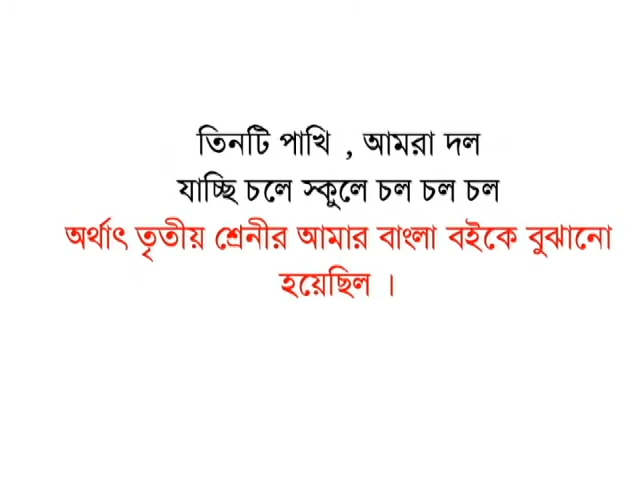 তিনটি পাখি , আমরা দল
যাচ্ছি চলে স্কুলে চল চল চল
অর্থাৎ তৃতীয় শ্রেনীর আমার বাংলা বইকে বুঝানো
হয়েছিল ।